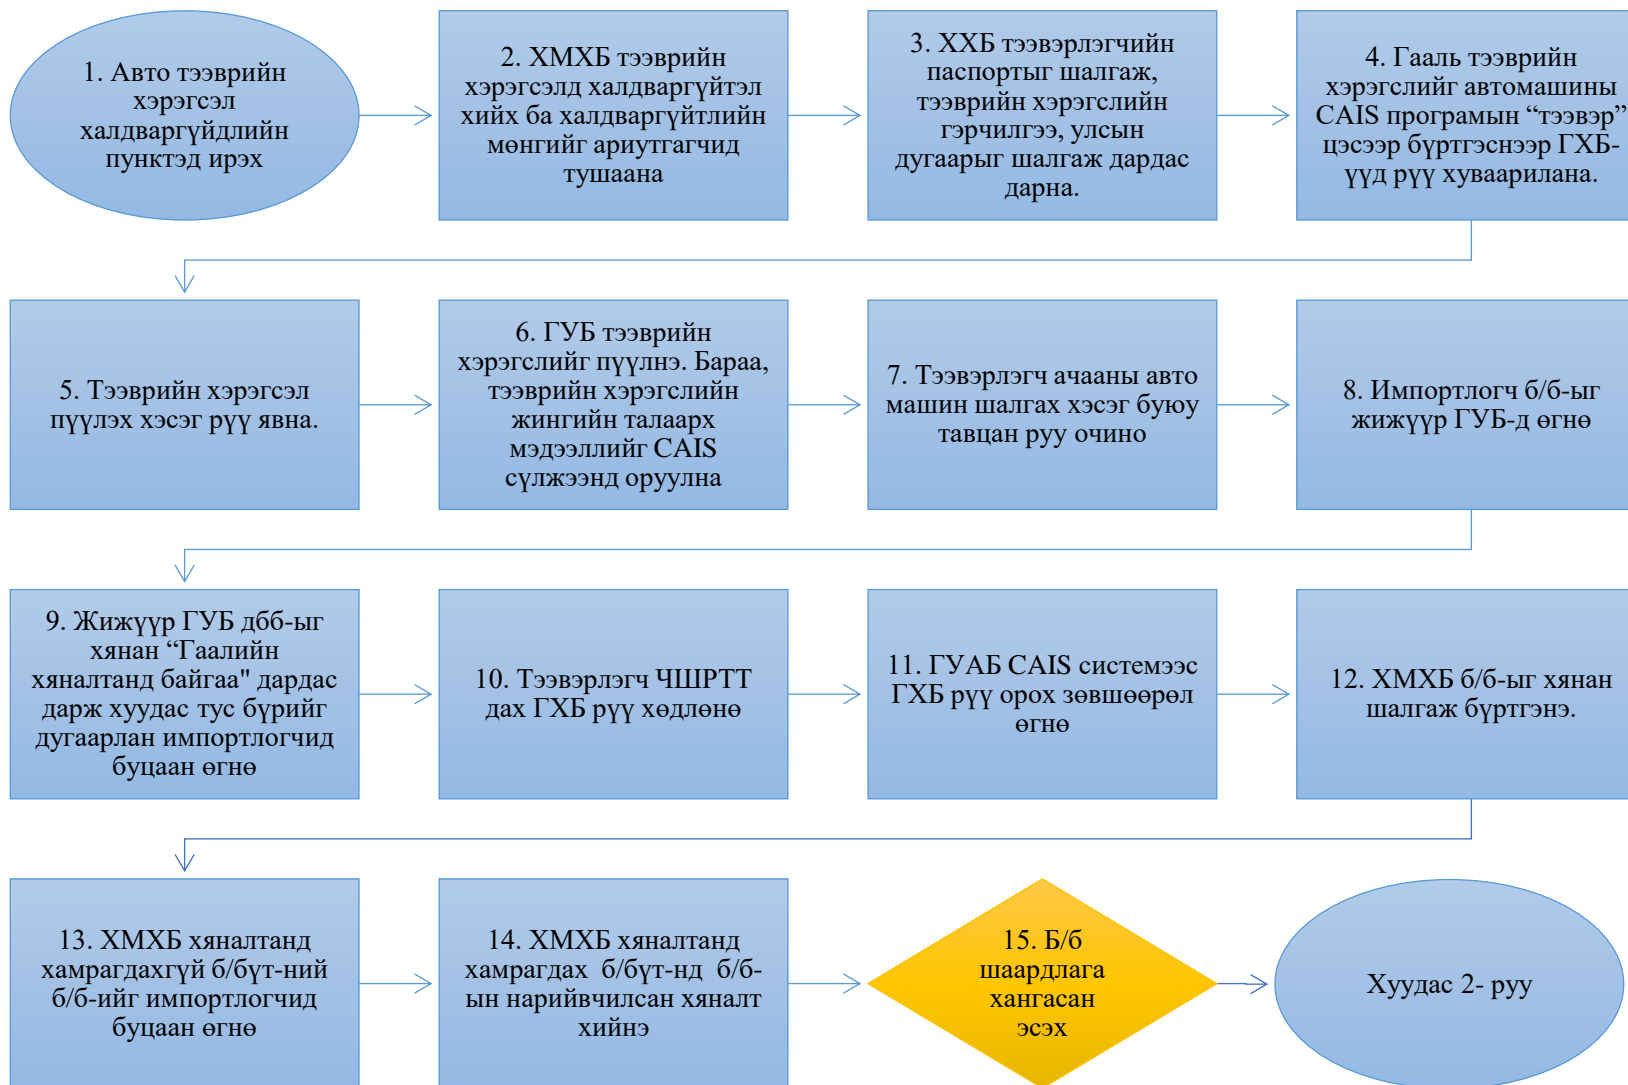 1. Авто тээврийн
хэрэгсэл
халдваргүйдлийн
пунктэд ирэх
2. ХМХБ тээврийн
хэрэгсэлд халдваргүйтэл
хийх ба халдваргүйтлийн
мөнгийг ариутгагчид
тушаана
3. ХХБ тээвэрлэгчийн
паспортыг шалгаж,
тээврийн хэрэгслийн
гэрчилгээ, улсын
дугаарыг шалгаж дардас
дарна.
4. Гааль тээврийн
хэрэгслийг автомашины
CAIS програмын “тээвэр”
цэсээр бүртгэснээр ГХБ-
үүд рүү хуваарилана.
5. Тээврийн хэрэгсэл
пүүлэх хэсэг рүү явна.
6. ГУБ тээврийн
хэрэгслийг пүүлнэ. Бараа,
тээврийн хэрэгслийн
жингийн талаарх
мэдээллийг CAIS
сүлжээнд оруулна
7. Тээвэрлэгч ачааны авто
машин шалгах хэсэг буюу
тавцан руу очино
8. Импортлогч б/б-ыг
жижүүр ГУБ-д өгнө
9. Жижүүр ГУБ дбб-ыг
хянан “Гаалийн
хяналтанд байгаа" дардас
дарж хуудас тус бүрийг
дугаарлан импортлогчид
буцаан өгнө
10. Тээвэрлэгч ЧШРТТ
дах ГХБ рүү хөдлөнө
11. ГУАБ CAIS системээс
ГХБ рүү орох зөвшөөрөл
өгнө
12. ХМХБ б/б-ыг хянан
шалгаж бүртгэнэ.
13. ХМХБ хяналтанд
хамрагдахгүй б/бүт-ний
б/б-ийг импортлогчид
буцаан өгнө
14. ХМХБ хяналтанд
хамрагдах б/бүт-нд б/б-
ын нарийвчилсан хяналт
хийнэ
15. Б/б
шаардлага
хангасан
эсэх
Хуудас 2- руу